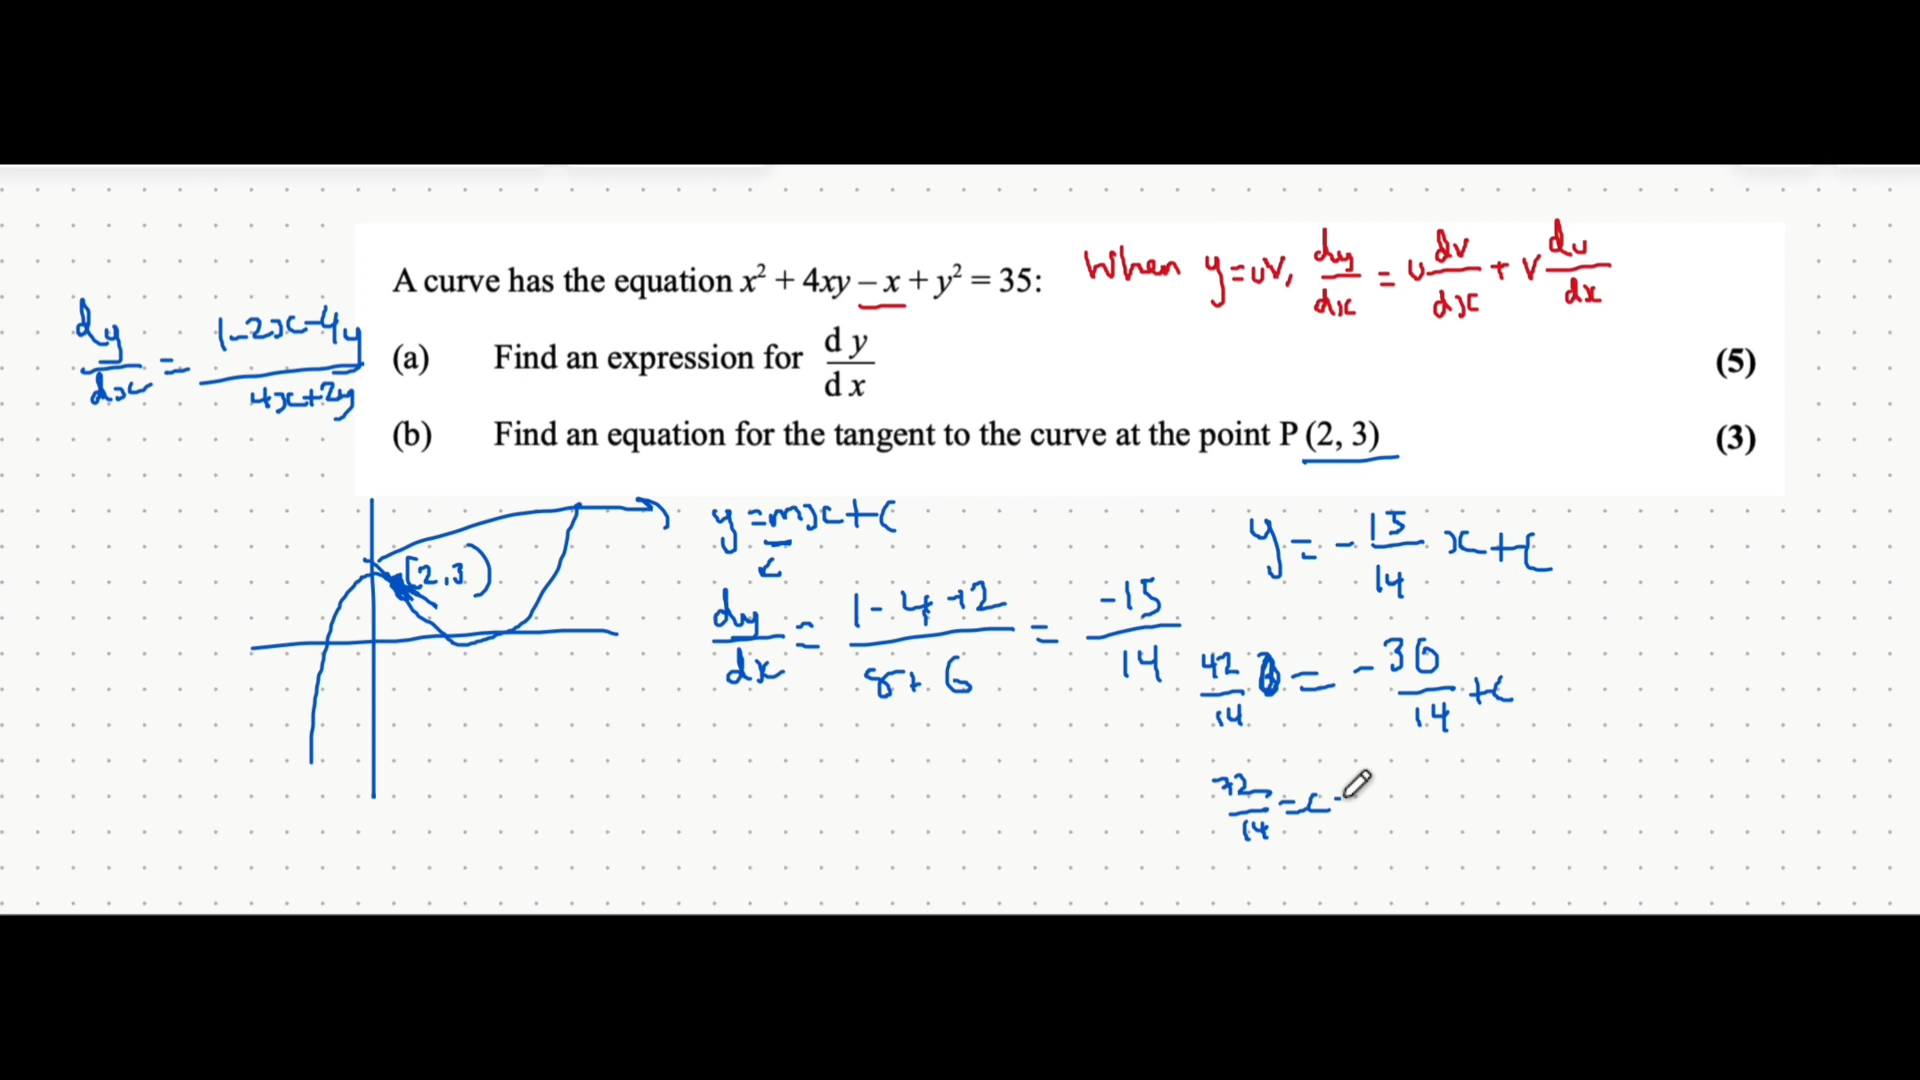 A curve has the equation x² + 4xy – x + y² = 35:
When y=uv, dy/dx = u dv/dx + v du/dx
dy/dx = 1-2x-4y / 4x+2y
(a) Find an expression for dy/dx (5)
(b) Find an equation for the tangent to the curve at the point P (2, 3) (3)
(2,3)
y=mx+c
dy/dx = 1-4-12 / 8+6 = -15/14
y = -15/14 x+c
42/14 = -30/14 +c
72/14 = c